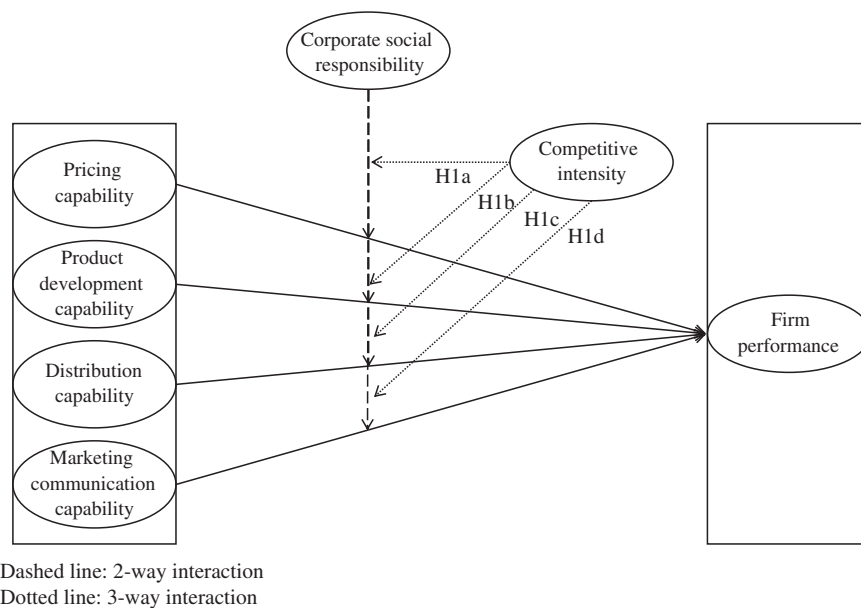 Corporate social
responsibility
Competitive
intensity
H1a
H1b
H1c
H1d
Pricing
capability
Product
development
capability
Distribution
capability
Marketing
communication
capability
Firm
performance
Dashed line: 2-way interaction
Dotted line: 3-way interaction